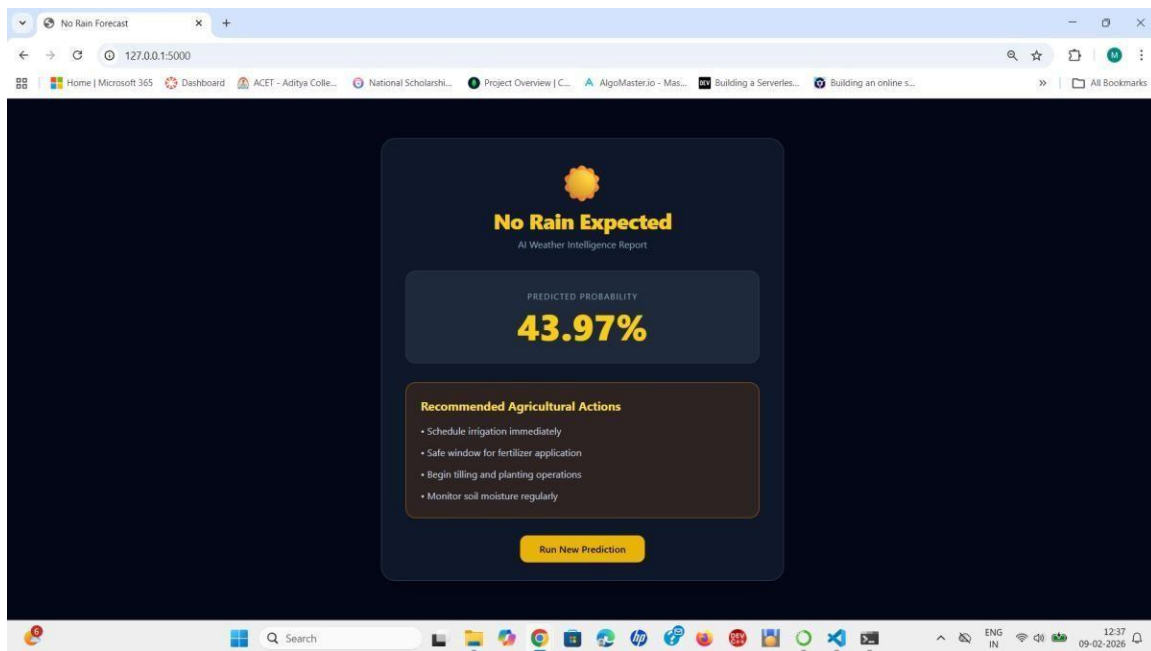 No Rain Forecast
127.0.0.1:5000
Home | Microsoft 365 Dashboard ACET - Aditya Colle... National Scholarshi... Project Overview | C... AlgoMaster.io - Mas... DEV Building a Serverles... Building an online s... » All Bookmarks
M
No Rain Expected
AI Weather Intelligence Report
PREDICTED PROBABILITY
43.97%
Recommended Agricultural Actions
• Schedule irrigation immediately
• Safe window for fertilizer application
• Begin tilling and planting operations
• Monitor soil moisture regularly
Run New Prediction
6
Search
hp
ENG
IN
12:37
09-02-2026